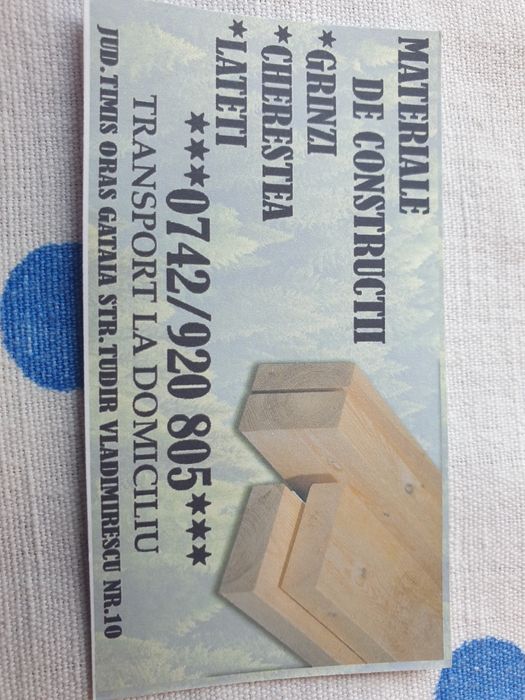 MATERIALE
DE CONSTRUCTII
*GRINZI
*CHERESTEA
*LATETI
***0742/920 805***
TRANSPORT LA DOMICILIU
JUD.TIMIS ORAS GATAIA STR.TUDIR VLADIMIRESCU NR.10